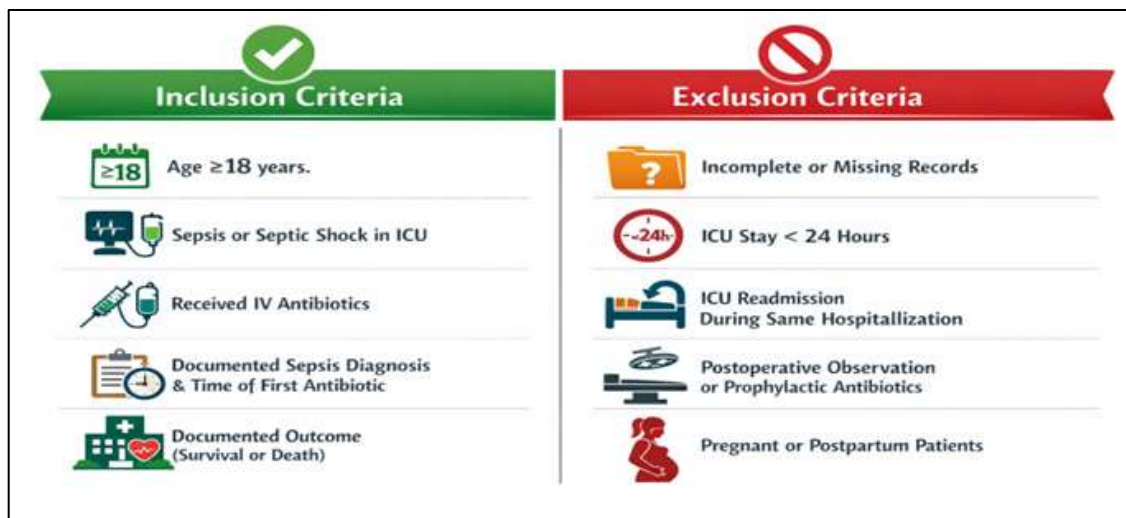 Inclusion Criteria
≥18
Age ≥18 years.
Sepsis or Septic Shock in ICU
Received IV Antibiotics
Documented Sepsis Diagnosis
& Time of First Antibiotic
Documented Outcome
(Survival or Death)
Exclusion Criteria
?
Incomplete or Missing Records
24h
ICU Stay < 24 Hours
ICU Readmission
During Same Hospitallization
Postoperative Observation
or Prophylactic Antibiotics
Pregnant or Postpartum Patients